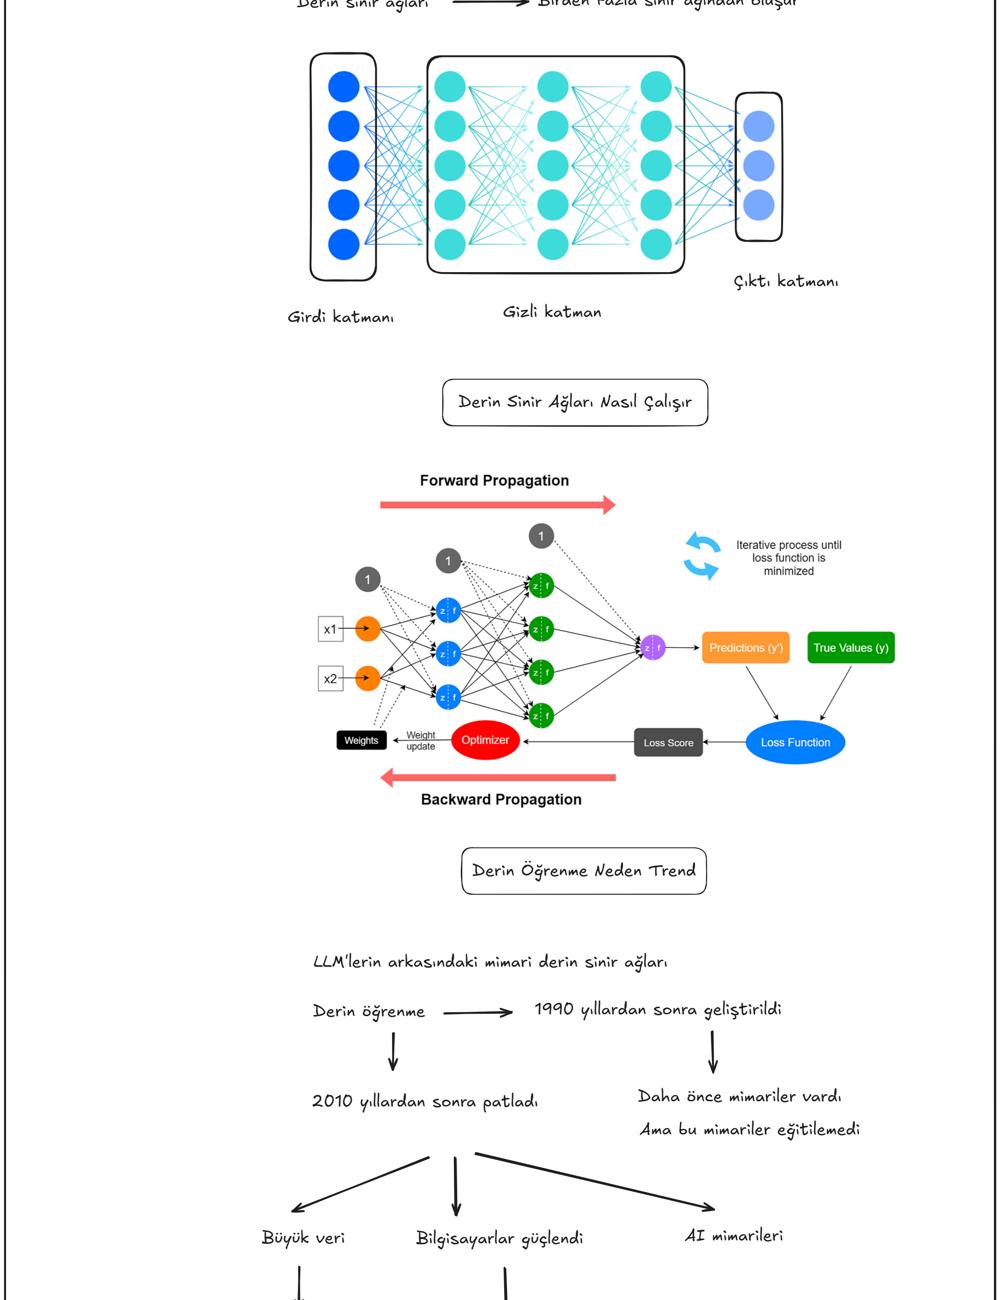 Derin sinir ağları
Birden fazla sinir ağından oluşur
Çıktı katmanı
Girdi katmanı
Gizli katman
Derin Sinir Ağları Nasıl Çalışır
Forward Propagation
1
1
1
Iterative process until
loss function is
minimized
z f
z f
z f
z f
z f
z f
z f
z f
x1
x2
Predictions (y')
True Values (y)
Weights
Weight
update
Optimizer
Loss Score
Loss Function
Backward Propagation
Derin Öğrenme Neden Trend
LLM'lerin arkasındaki mimari derin sinir ağları
Derin öğrenme
1990 yıllardan sonra geliştirildi
2010 yıllardan sonra patladı
Daha önce mimariler vardı
Ama bu mimariler eğitilemedi
Büyük veri
Bilgisayarlar güçlendi
AI mimarileri